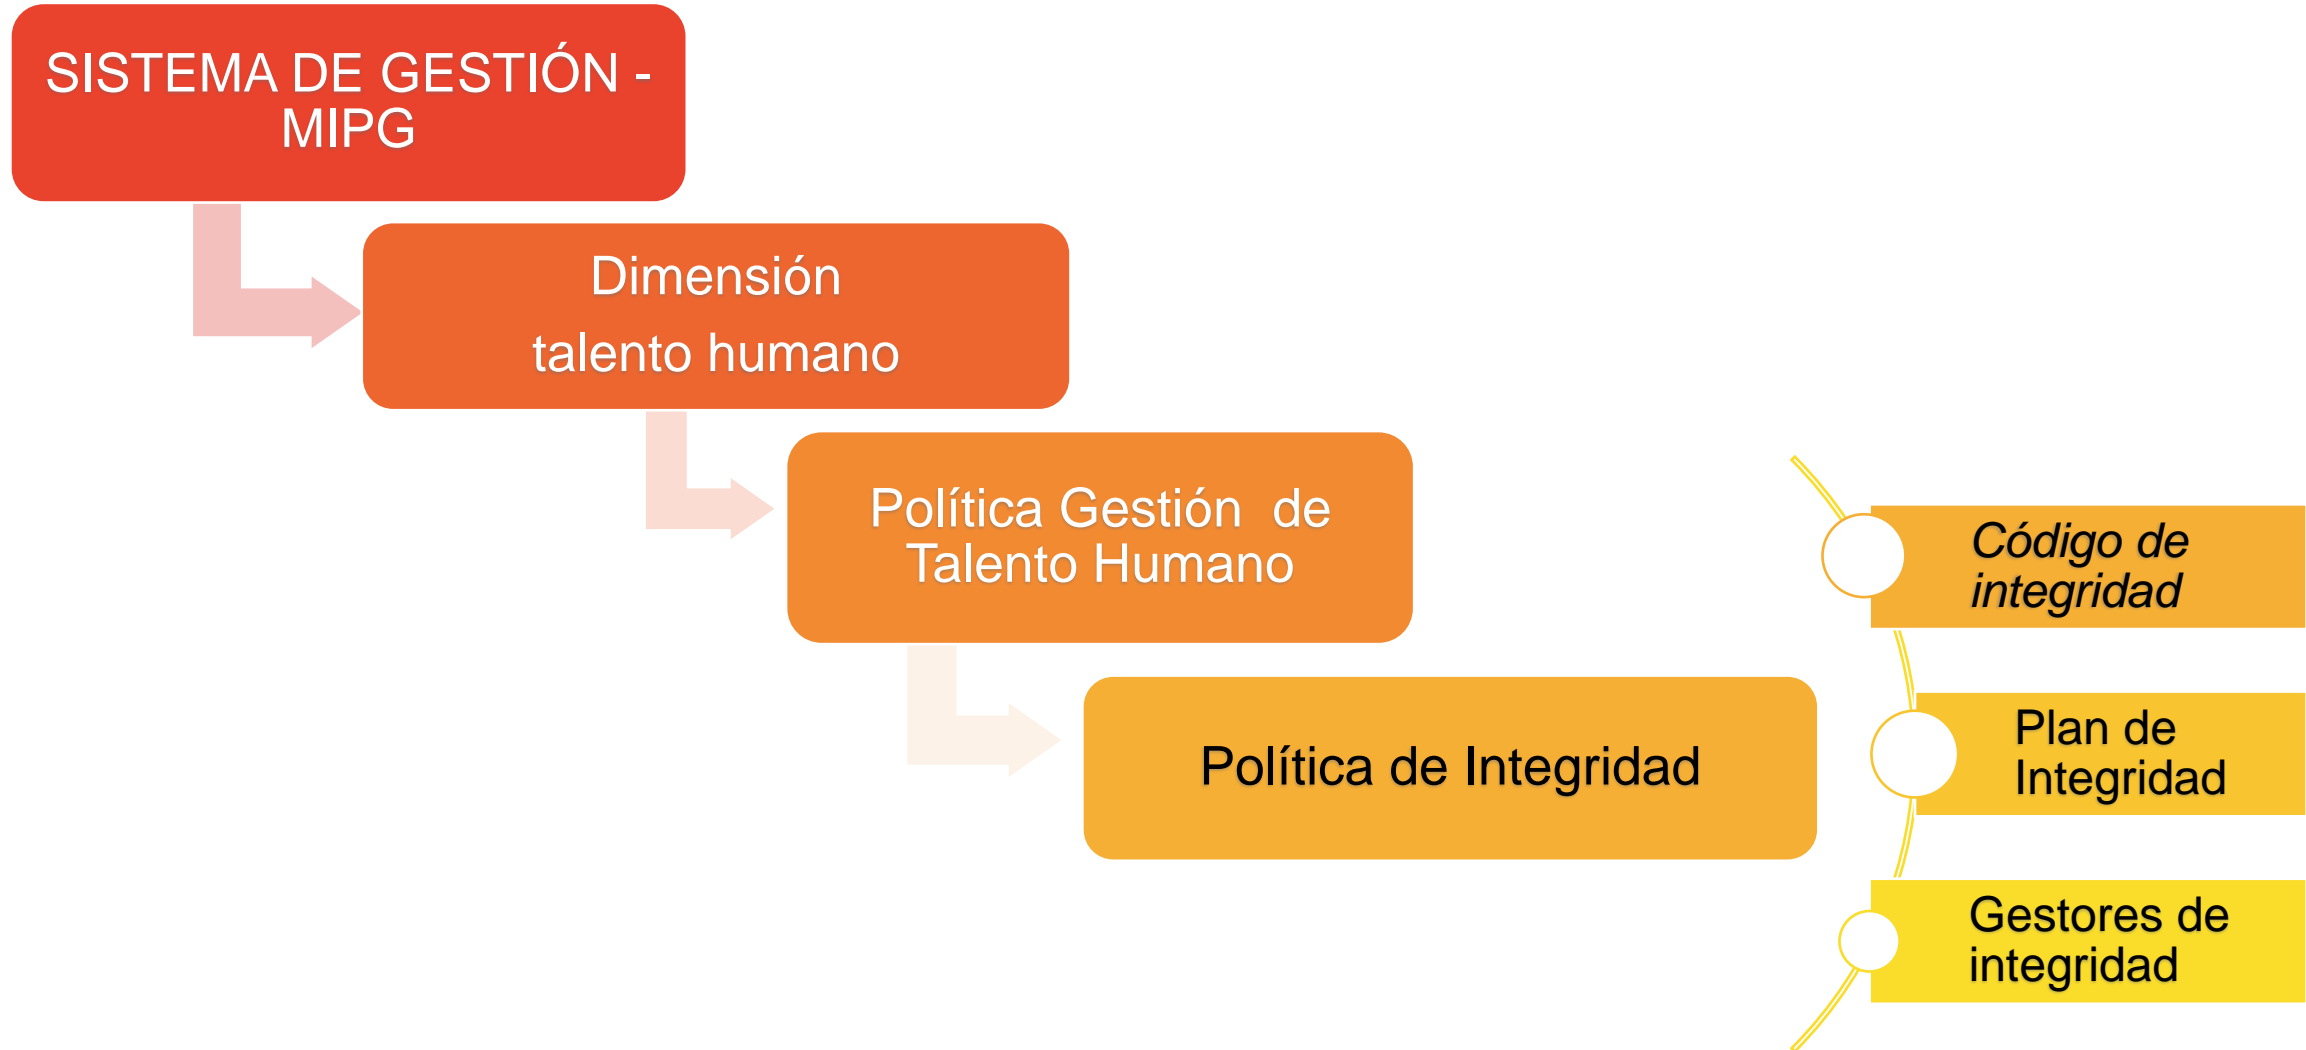 SISTEMA DE GESTIÓN -
MIPG
Dimensión
talento humano
Política Gestión  de
Talento Humano
Política de Integridad
Código de
integridad
Plan de
Integridad
Gestores de
integridad